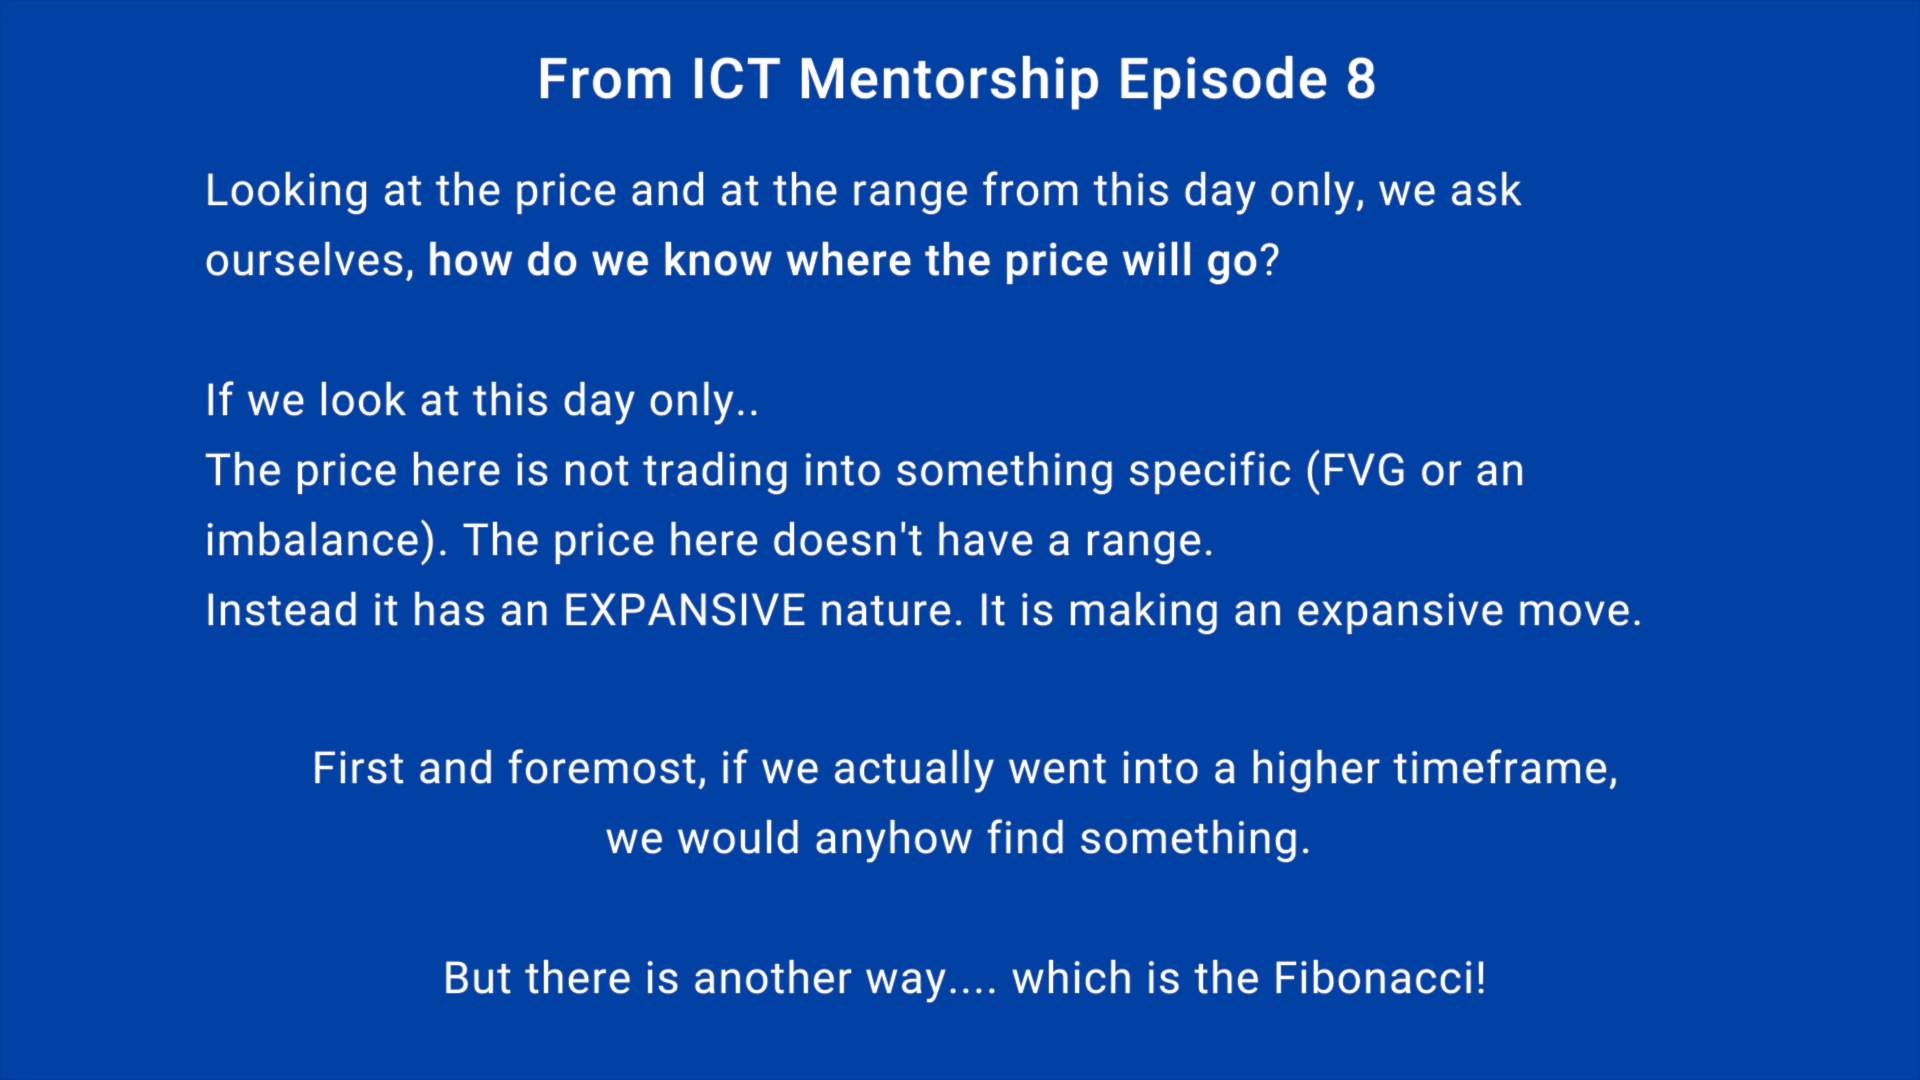 From ICT Mentorship Episode 8
Looking at the price and at the range from this day only, we ask
ourselves, how do we know where the price will go?
If we look at this day only..
The price here is not trading into something specific (FVG or an
imbalance). The price here doesn't have a range.
Instead it has an EXPANSIVE nature. It is making an expansive move.
First and foremost, if we actually went into a higher timeframe,
we would anyhow find something.
But there is another way.... which is the Fibonacci!